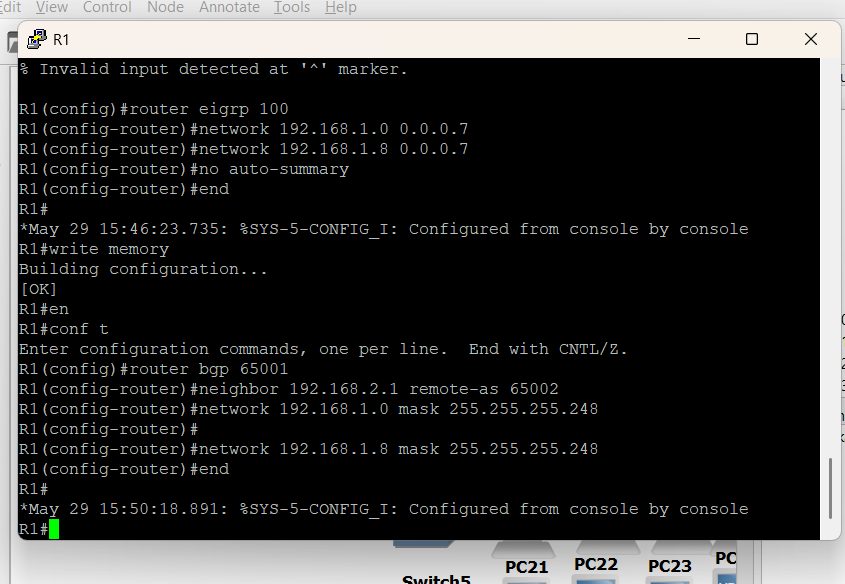 Edit View Control Node Annotate Tools Help
R1
% Invalid input detected at '^' marker.
R1(config)#router eigrp 100
R1(config-router)#network 192.168.1.0 0.0.0.7
R1(config-router)#network 192.168.1.8 0.0.0.7
R1(config-router)#no auto-summary
R1(config-router)#end
R1#
*May 29 15:46:23.735: %SYS-5-CONFIG_I: Configured from console by console
R1#write memory
Building configuration...
[OK]
R1#en
R1#conf t
Enter configuration commands, one per line.  End with CNTL/Z.
R1(config)#router bgp 65001
R1(config-router)#neighbor 192.168.2.1 remote-as 65002
R1(config-router)#network 192.168.1.0 mask 255.255.255.248
R1(config-router)#
R1(config-router)#network 192.168.1.8 mask 255.255.255.248
R1(config-router)#end
R1#
*May 29 15:50:18.891: %SYS-5-CONFIG_I: Configured from console by console
R1#
PC21 PC22 PC23 PC
Switch5